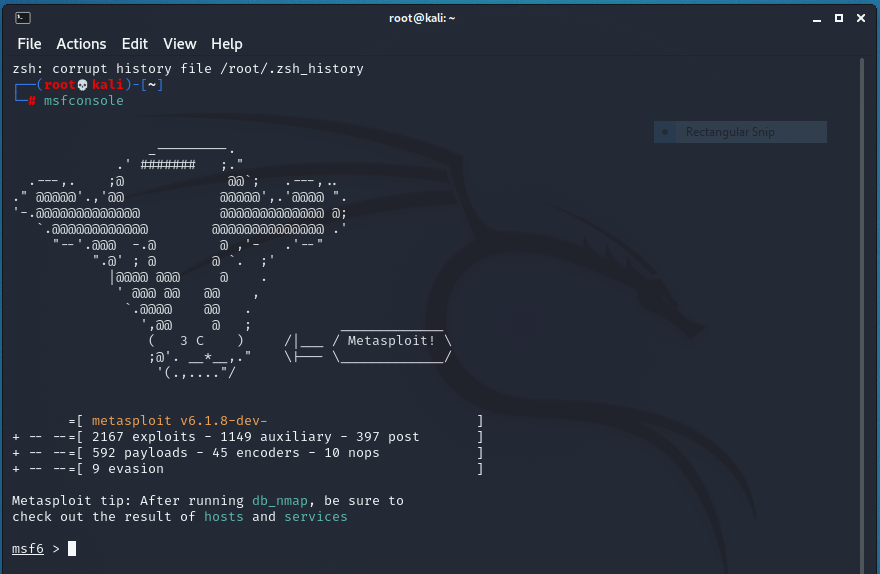 root@kali: ~
File Actions Edit View Help
zsh: corrupt history file /root/.zsh_history
┌──(root💀kali)-[~]
└─# msfconsole
Rectangular Snip
                 _---------.
             .' #######   ;."
  .---,.    ;@             @@`;   .---,..
." @@@@@'.,'@@            @@@@@',.'@@@@ ".
'-.@@@@@@@@@@@@@          @@@@@@@@@@@@@ @;
   `.@@@@@@@@@@@@        @@@@@@@@@@@@@@ .'
     "--'.@@@  -.@        @ ,'-   .'--"
          ".@' ; @       @ `.  ;'
            |@@@@ @@@     @    .
             ' @@@ @@   @@    ,
              `.@@@@    @@   .
                ',@@     @   ;           _____________
                 (   3 C    )     /|___ / Metasploit! \
                 ;@'. __*__,."    \|--- \_____________/
                  '(.,...."/
       =[ metasploit v6.1.8-dev-                          ]
+ -- --=[ 2167 exploits - 1149 auxiliary - 397 post       ]
+ -- --=[ 592 payloads - 45 encoders - 10 nops            ]
+ -- --=[ 9 evasion                                       ]
Metasploit tip: After running db_nmap, be sure to
check out the result of hosts and services
msf6 >